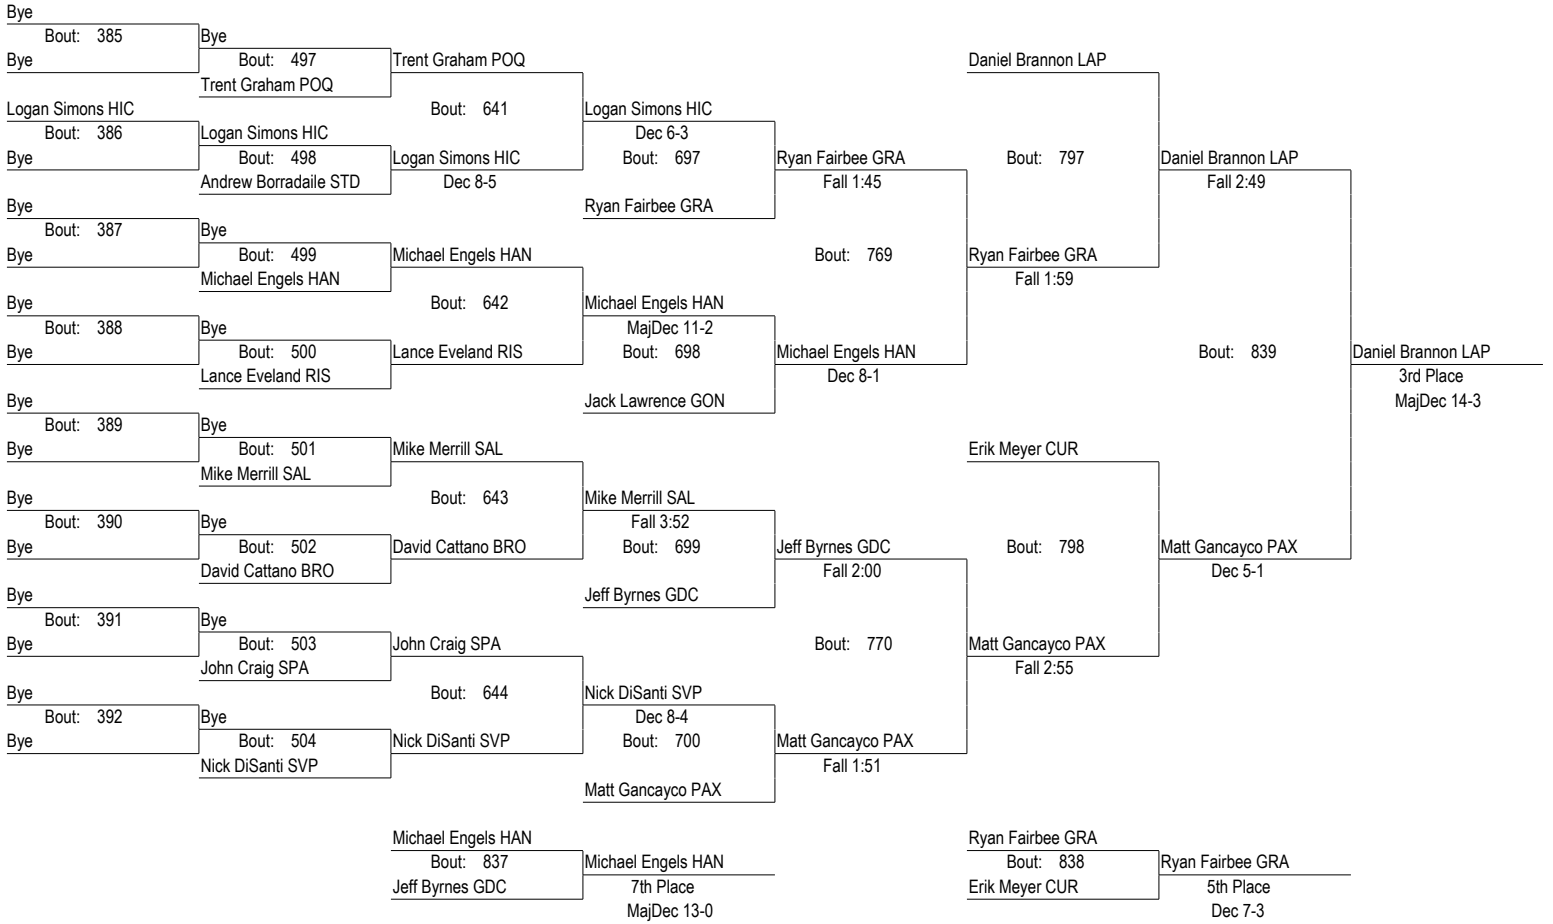 Bye
Bout: 385 Bye
Bye Bout: 497 Trent Graham POQ Daniel Brannon LAP
Trent Graham POQ
Logan Simons HIC Bout: 641 Logan Simons HIC
Bout: 386 Logan Simons HIC Dec 6-3
Bye Bout: 498 Logan Simons HIC Bout: 697 Ryan Fairbee GRA Bout: 797 Daniel Brannon LAP
Andrew Borradaile STD Dec 8-5 Fall 1:45 Fall 2:49
Bye Ryan Fairbee GRA
Bout: 387 Bye
Bye Bout: 499 Michael Engels HAN Bout: 769 Ryan Fairbee GRA
Michael Engels HAN Fall 1:59
Bye Bout: 642 Michael Engels HAN
Bout: 388 Bye MajDec 11-2
Bye Bout: 500 Lance Eveland RIS Bout: 698 Michael Engels HAN Bout: 839 Daniel Brannon LAP
Lance Eveland RIS Dec 8-1 3rd Place
Bye Jack Lawrence GON MajDec 14-3
Bout: 389 Bye
Bye Bout: 501 Mike Merrill SAL Erik Meyer CUR
Mike Merrill SAL
Bye Bout: 643 Mike Merrill SAL
Bout: 390 Bye Fall 3:52
Bye Bout: 502 David Cattano BRO Bout: 699 Jeff Byrnes GDC Bout: 798 Matt Gancayco PAX
David Cattano BRO Fall 2:00 Dec 5-1
Bye Jeff Byrnes GDC
Bout: 391 Bye
Bye Bout: 503 John Craig SPA Bout: 770 Matt Gancayco PAX
John Craig SPA Fall 2:55
Bye Bout: 644 Nick DiSanti SVP
Bout: 392 Bye Dec 8-4
Bye Bout: 504 Nick DiSanti SVP Bout: 700 Matt Gancayco PAX
Nick DiSanti SVP Fall 1:51
Matt Gancayco PAX
Michael Engels HAN Ryan Fairbee GRA
Bout: 837 Michael Engels HAN Bout: 838 Ryan Fairbee GRA
Jeff Byrnes GDC 7th Place Erik Meyer CUR 5th Place
MajDec 13-0 Dec 7-3